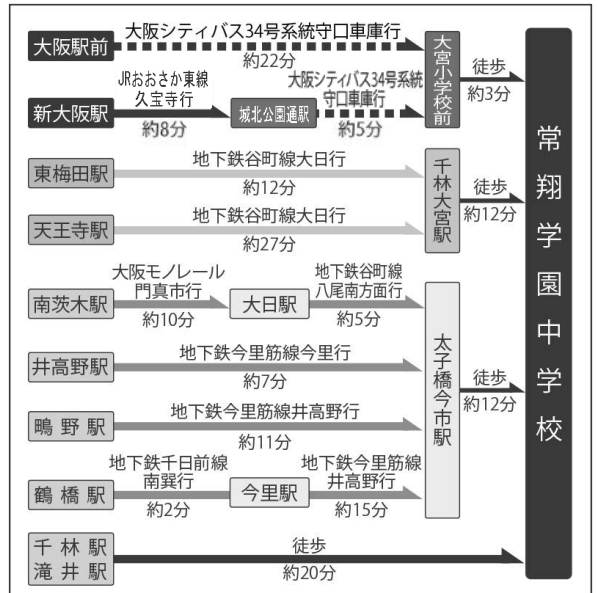 大阪駅前
大阪シティバス34号系統守口車庫行
約22分
新大阪駅
JRおおさか東線
久宝寺行
約8分
城北公園通駅
大阪シティバス34号系統
守口車庫行
約5分
大宮小学校前
徒歩
約3分
東梅田駅
地下鉄谷町線大日行
約12分
天王寺駅
地下鉄谷町線大日行
約27分
千林大宮駅
徒歩
約12分
南茨木駅
大阪モノレール
門真市行
約10分
大日駅
地下鉄谷町線
八尾南方面行
約5分
井高野駅
地下鉄今里筋線今里行
約7分
鴫野駅
地下鉄今里筋線井高野行
約11分
鶴橋駅
地下鉄千日前線
南巽行
約2分
今里駅
地下鉄今里筋線
井高野行
約15分
太子橋今市駅
徒歩
約12分
千林駅
滝井駅
徒歩
約20分
常翔学園中学校